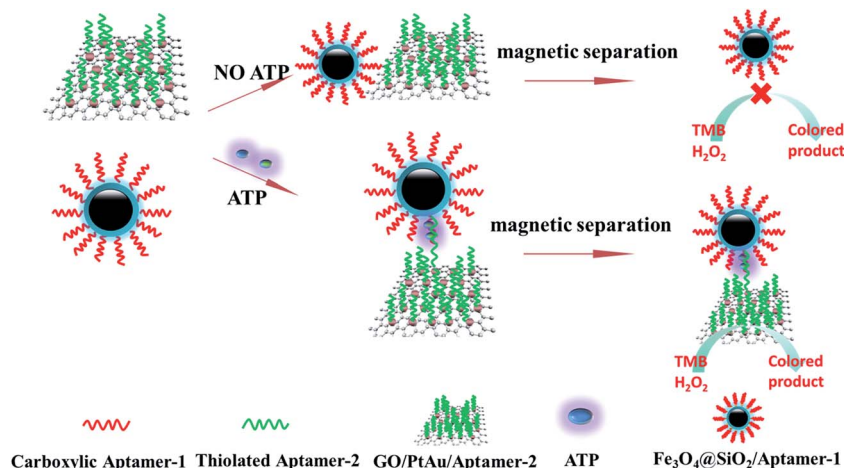 NO ATP
magnetic separation
TMB
H₂O₂
Colored
product
ATP
magnetic separation
TMB
H₂O₂
Colored
product
Carboxylic Aptamer-1 Thiolated Aptamer-2 GO/PtAu/Aptamer-2 ATP Fe₃O₄@SiO₂/Aptamer-1